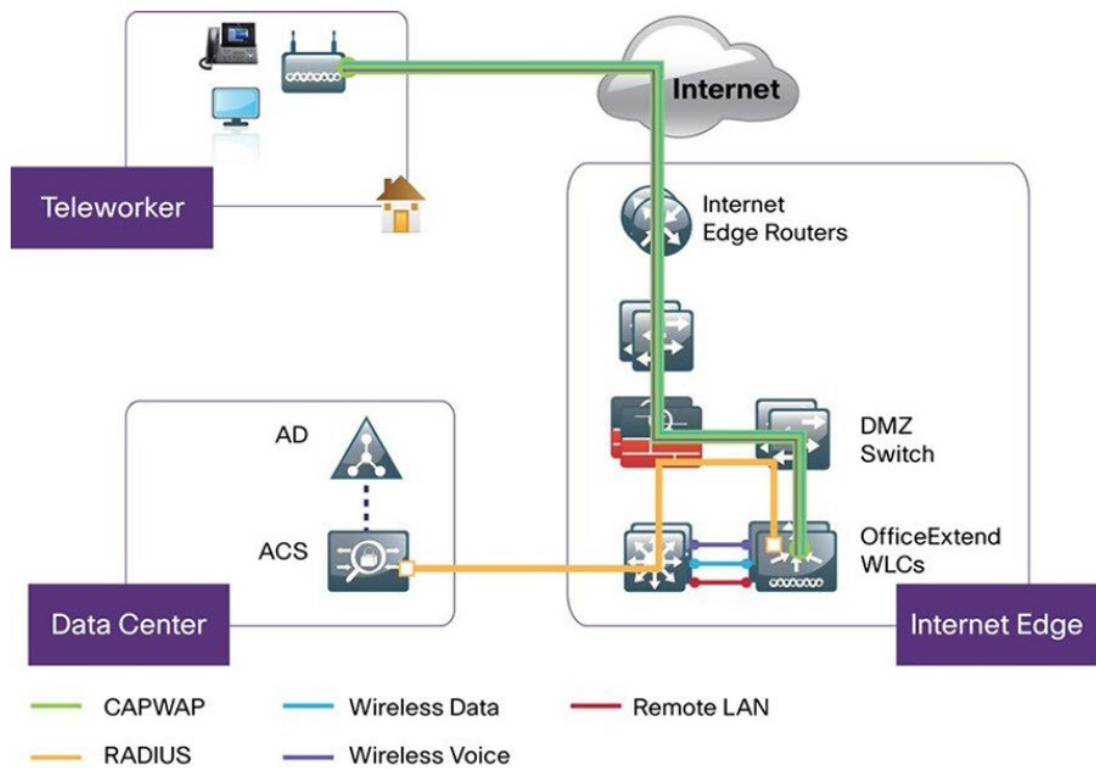 Internet
Teleworker
Internet
Edge Routers
AD
DMZ
Switch
ACS
OfficeExtend
WLCs
Data Center
Internet Edge
CAPWAP
Wireless Data
Remote LAN
RADIUS
Wireless Voice